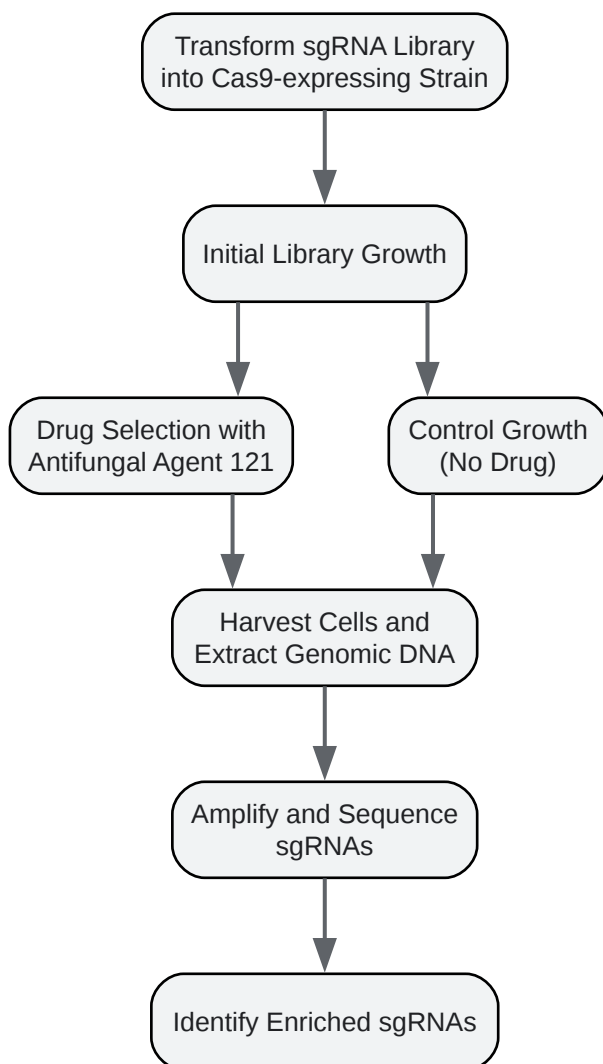 Transform sgRNA Library
into Cas9-expressing Strain
Initial Library Growth
Drug Selection with
Antifungal Agent 121
Control Growth
(No Drug)
Harvest Cells and
Extract Genomic DNA
Amplify and Sequence
sgRNAs
Identify Enriched sgRNAs